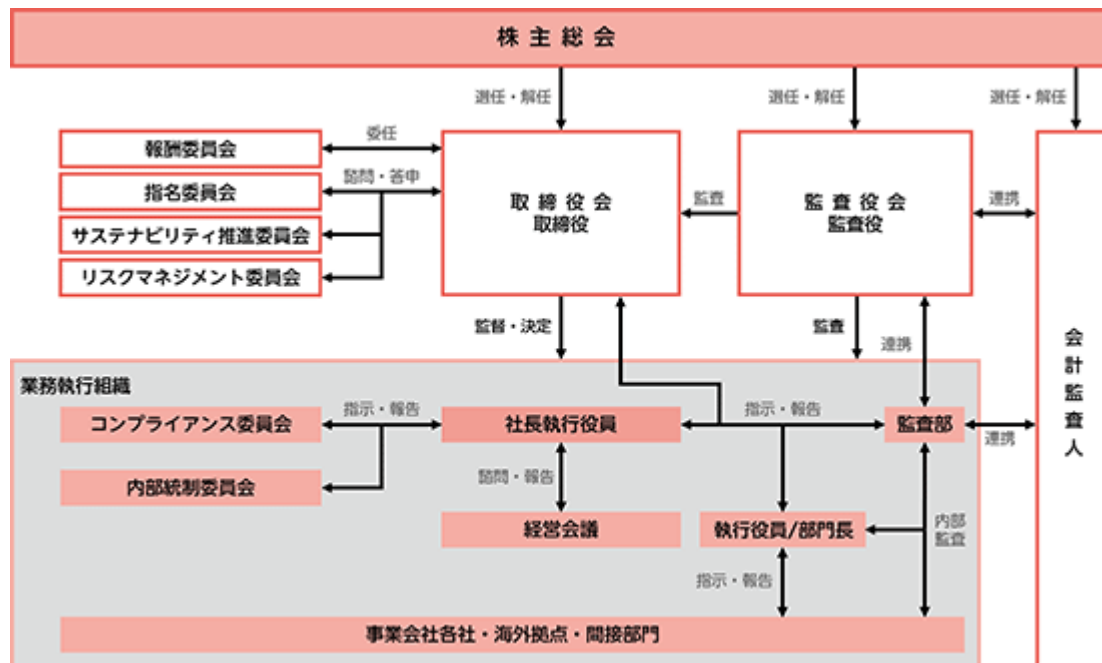 株主総会
選任・解任
選任・解任
選任・解任
報酬委員会
委任
指名委員会
諮問・答申
サステナビリティ推進委員会
リスクマネジメント委員会
取締役会
取締役
監査
監査役会
監査役
連携
会計監査人
監督・決定
監査
連携
業務執行組織
コンプライアンス委員会
指示・報告
社長執行役員
指示・報告
監査部
連携
内部統制委員会
諮問・報告
経営会議
執行役員/部門長
内部
監査
指示・報告
事業会社各社・海外拠点・間接部門